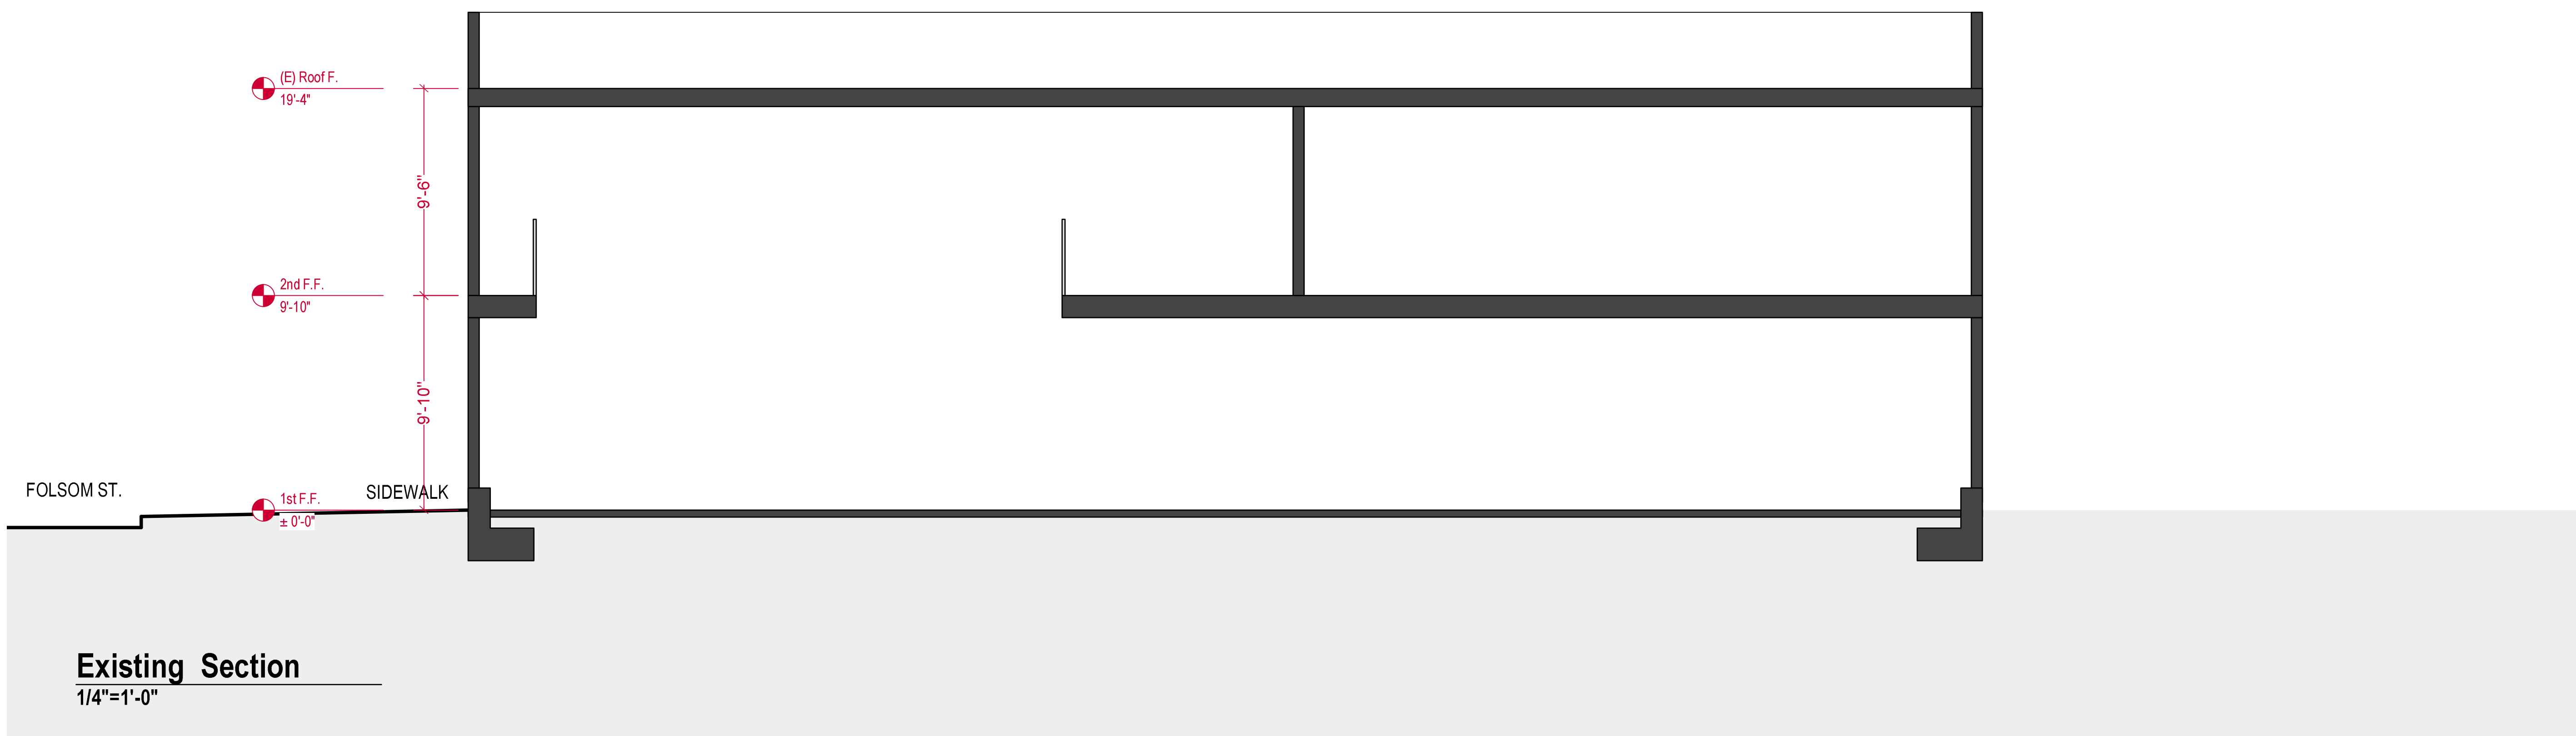 (E) Roof F.
19'-4"
9'-6"
2nd F.F.
9'-10"
9'-10"
FOLSOM ST.
SIDEWALK
1st F.F.
± 0'-0"
Existing Section
1/4"=1'-0"